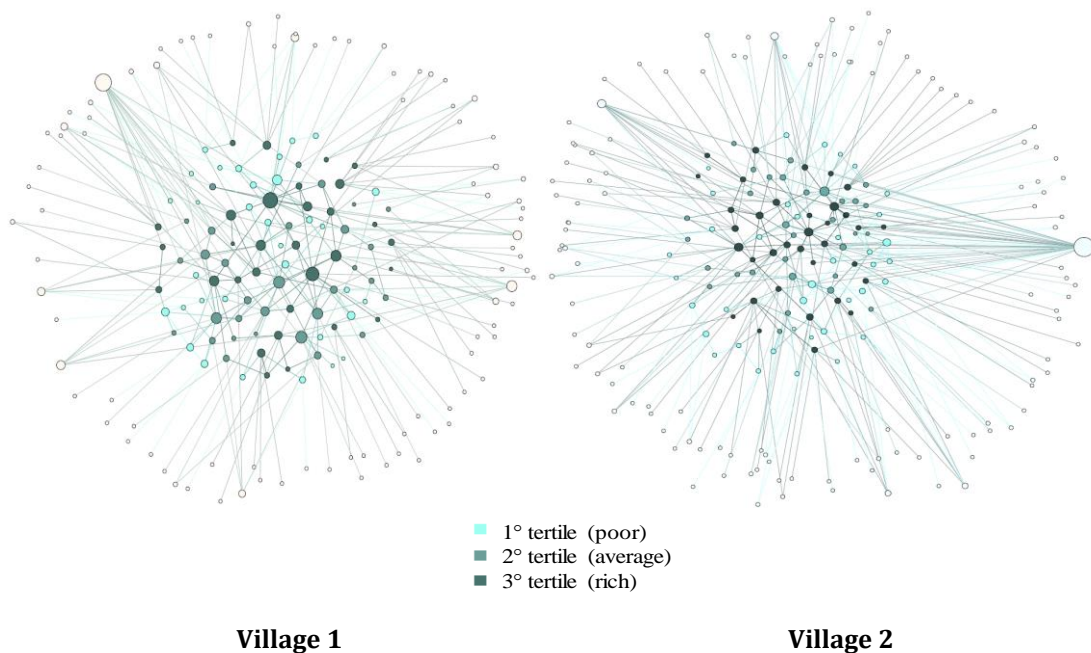 1° tertile (poor)
2° tertile (average)
3° tertile (rich)
Village 1
Village 2